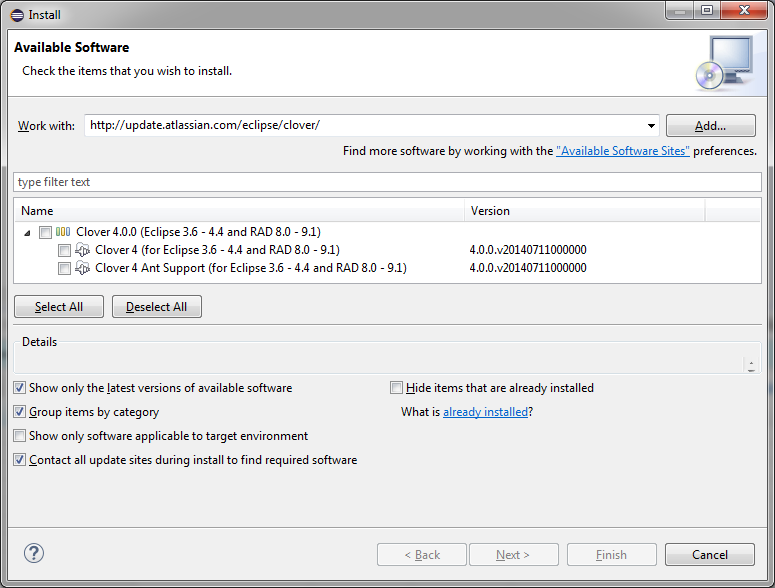 Install
Available Software
Check the items that you wish to install.
Work with: http://update.atlassian.com/eclipse/clover/ Add...
Find more software by working with the "Available Software Sites" preferences.
type filter text
Name Version
Clover 4.0.0 (Eclipse 3.6 - 4.4 and RAD 8.0 - 9.1)
Clover 4 (for Eclipse 3.6 - 4.4 and RAD 8.0 - 9.1) 4.0.0.v20140711000000
Clover 4 Ant Support (for Eclipse 3.6 - 4.4 and RAD 8.0 - 9.1) 4.0.0.v20140711000000
Select All Deselect All
Details
Show only the latest versions of available software Hide items that are already installed
Group items by category What is already installed?
Show only software applicable to target environment
Contact all update sites during install to find required software
? < Back Next > Finish Cancel